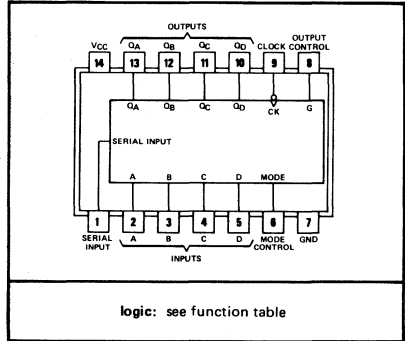 OUTPUTS
OUTPUT
VCC QA QB QC QD CLOCK CONTROL
14 13 12 11 10 9 8
QA QB QC QD CK G
SERIAL INPUT
A B C D MODE
1 2 3 4 5 6 7
SERIAL A B C D MODE GND
INPUT CONTROL
INPUTS
logic: see function table